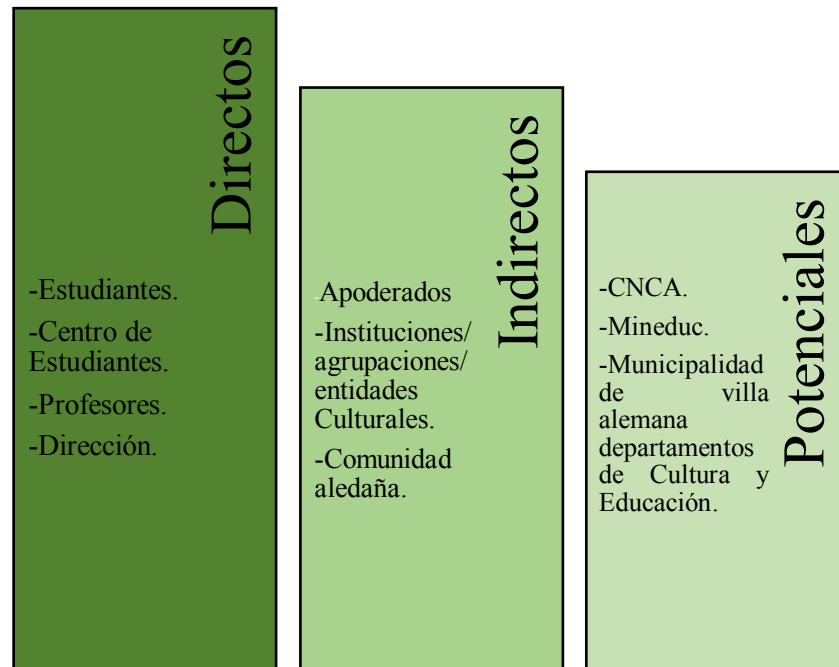 Directos
-Estudiantes.
-Centro de
Estudiantes.
-Profesores.
-Dirección.
Indirectos
.Apoderados
-Instituciones/
agrupaciones/
entidades
Culturales.
-Comunidad
aledaña.
Potenciales
-CNCA.
-Mineduc.
-Municipalidad
de villa
alemana
departamentos
de Cultura y
Educación.